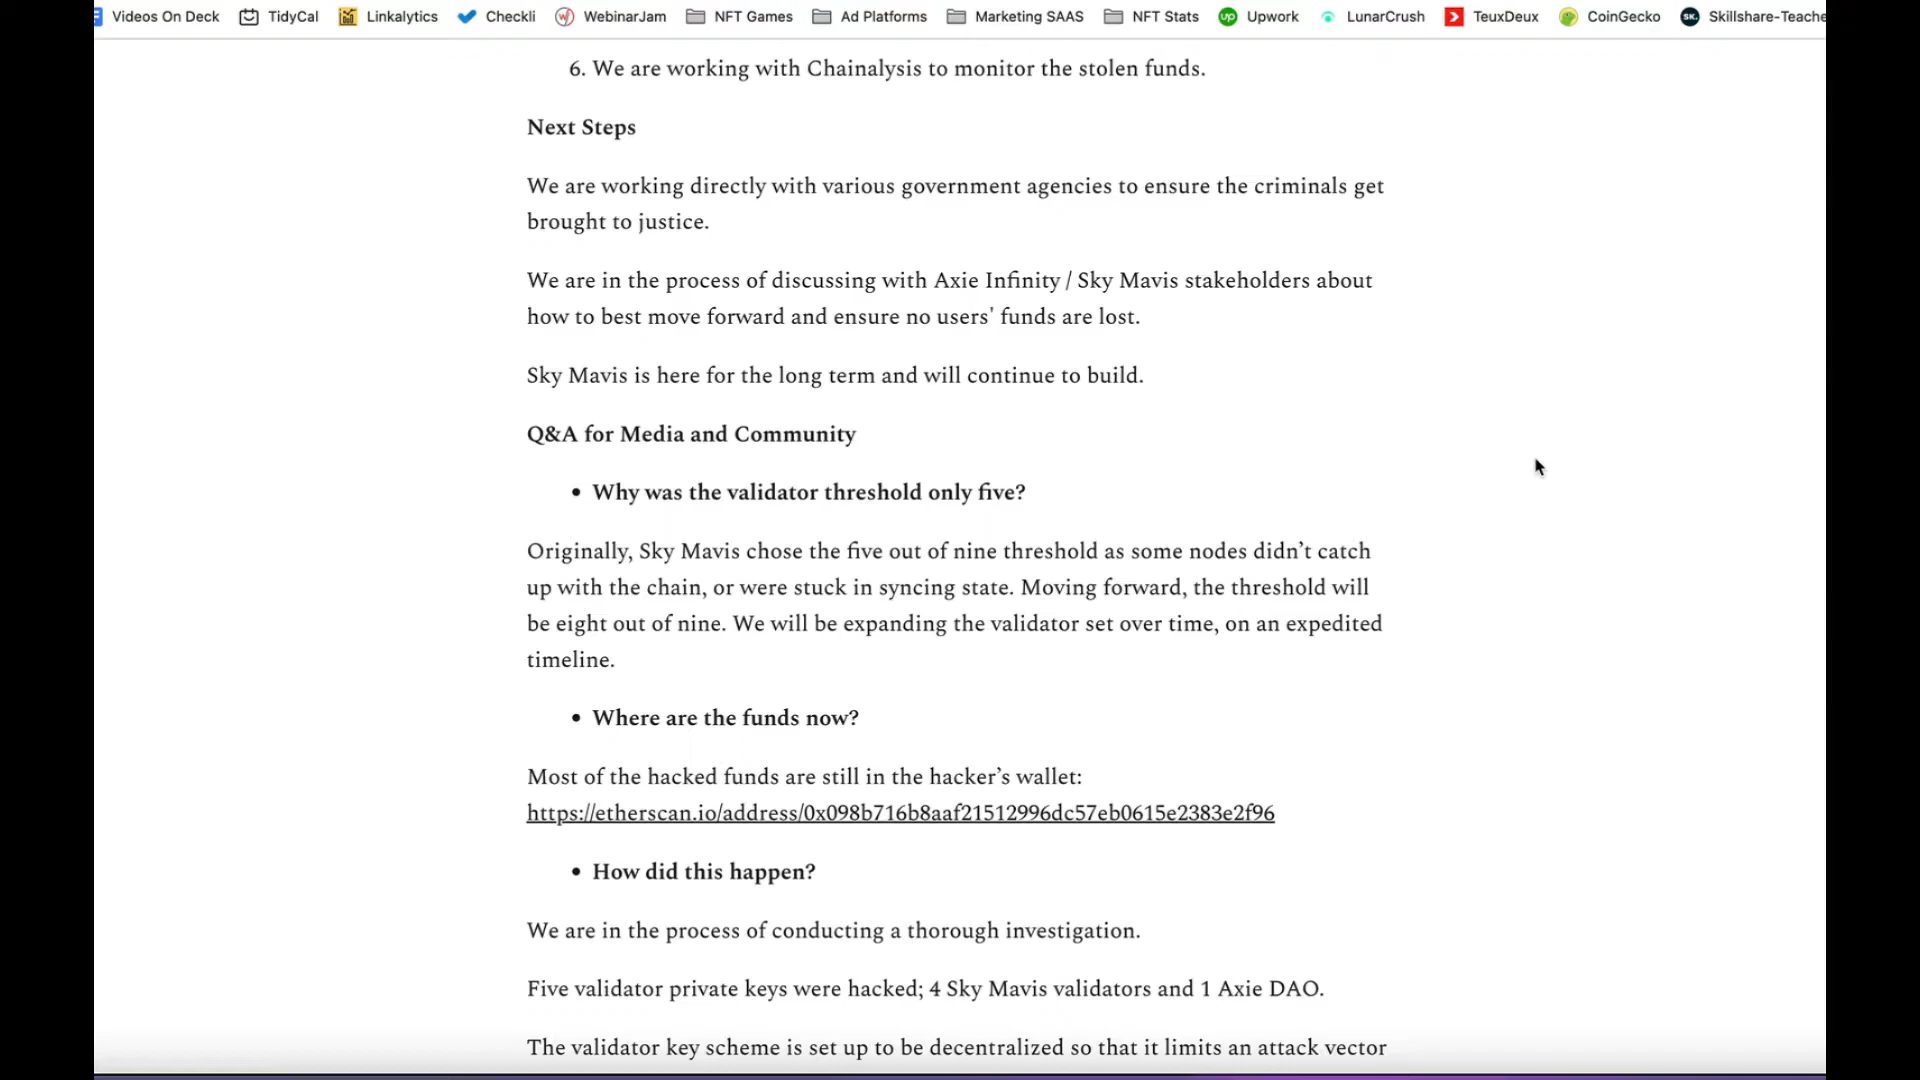 Videos On Deck TidyCal Linkalytics Checkli WebinarJam NFT Games Ad Platforms Marketing SAAS NFT Stats up Upwork LunarCrush TeuxDeux CoinGecko SK. Skillshare-Teache
6. We are working with Chainalysis to monitor the stolen funds.
Next Steps
We are working directly with various government agencies to ensure the criminals get
brought to justice.
We are in the process of discussing with Axie Infinity / Sky Mavis stakeholders about
how to best move forward and ensure no users' funds are lost.
Sky Mavis is here for the long term and will continue to build.
Q&A for Media and Community
• Why was the validator threshold only five?
Originally, Sky Mavis chose the five out of nine threshold as some nodes didn’t catch
up with the chain, or were stuck in syncing state. Moving forward, the threshold will
be eight out of nine. We will be expanding the validator set over time, on an expedited
timeline.
• Where are the funds now?
Most of the hacked funds are still in the hacker’s wallet:
https://etherscan.io/address/0x098b716b8aaf21512996dc57eb0615e2383e2f96
• How did this happen?
We are in the process of conducting a thorough investigation.
Five validator private keys were hacked; 4 Sky Mavis validators and 1 Axie DAO.
The validator key scheme is set up to be decentralized so that it limits an attack vector